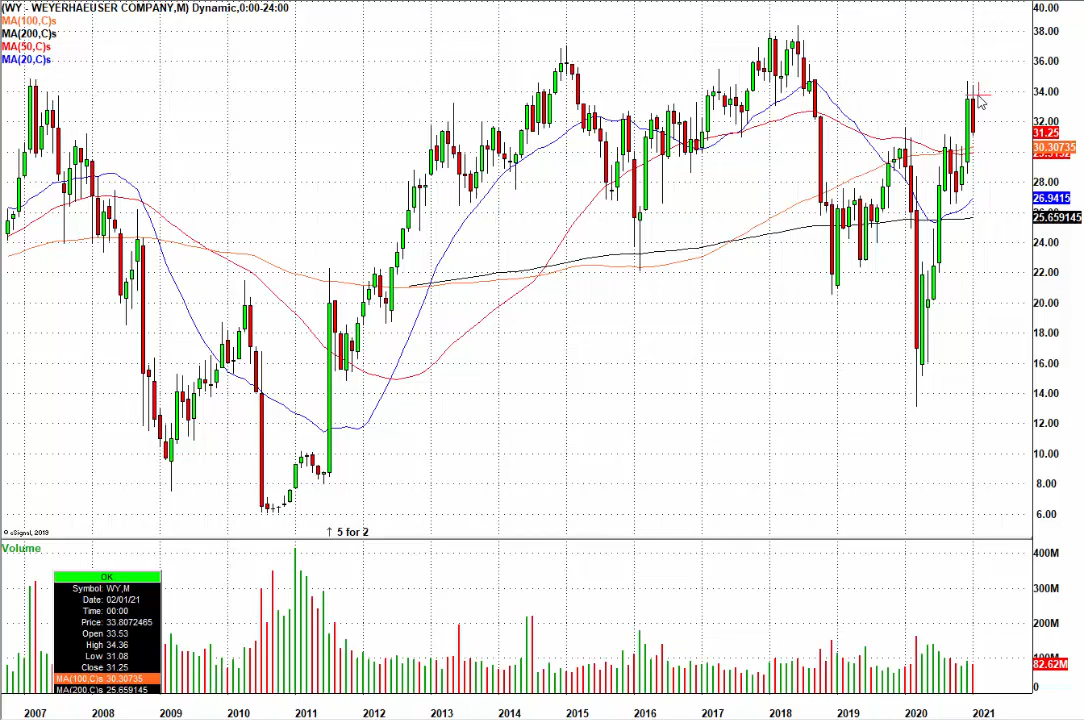 (WY - WEYERHAEUSER COMPANY,M) Dynamic,0:00-24:00
MA(100,C)s
MA(200,C)s
MA(50,C)s
MA(20,C)s
40.00
38.00
36.00
34.00
32.00
31.25
30.30735
28.00
26.9415
25.659145
24.00
22.00
20.00
18.00
16.00
14.00
12.00
10.00
8.00
6.00
© eSignal, 2019
↑ 5 for 2
Volume
400M
300M
200M
100M
82.62M
0
OK
Symbol: WY,M
Date: 02/01/21
Time: 00:00
Price: 33.8072465
Open 33.53
High 34.36
Low 31.08
Close 31.25
MA(100,C)s 30.30735
MA(200,C)s 25.659145
2007 2008 2009 2010 2011 2012 2013 2014 2015 2016 2017 2018 2019 2020 2021